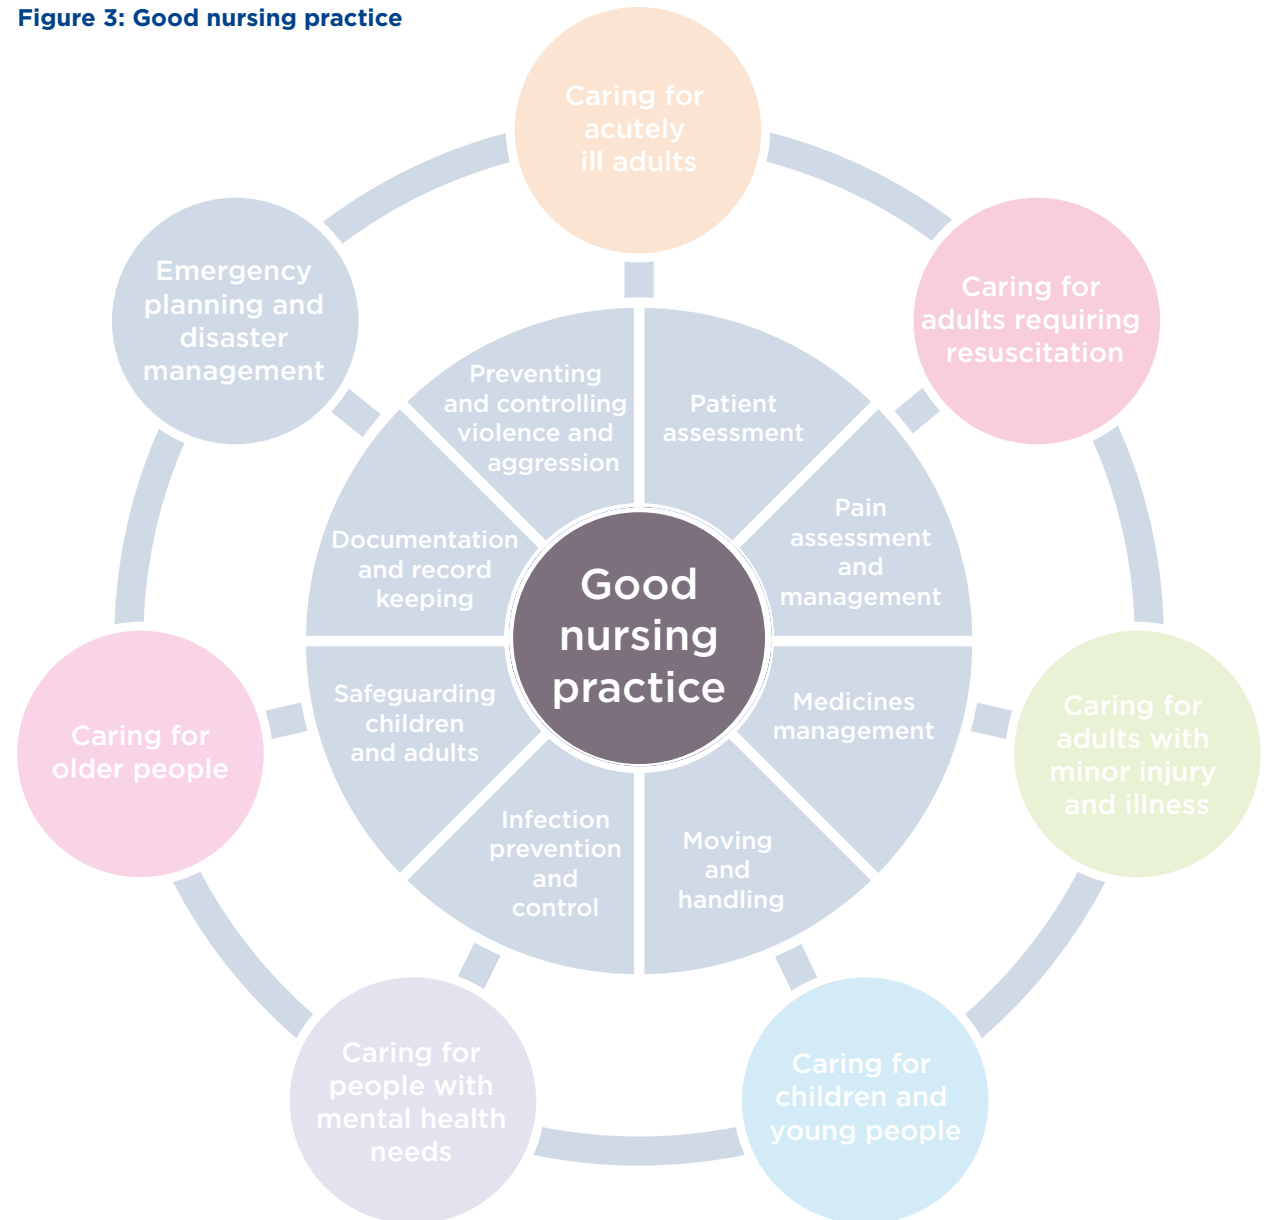 Figure 3: Good nursing practice
Caring for
acutely
ill adults
Caring for
adults requiring
resuscitation
Caring for
adults with
minor injury
and illness
Caring for
children and
young people
Caring for
people with
mental health
needs
Caring for
older people
Emergency
planning and
disaster
management
Patient
assessment
Pain
assessment
and
management
Medicines
management
Moving
and
handling
Infection
prevention
and
control
Safeguarding
children
and adults
Documentation
and record
keeping
Preventing
and controlling
violence and
aggression
Good
nursing
practice